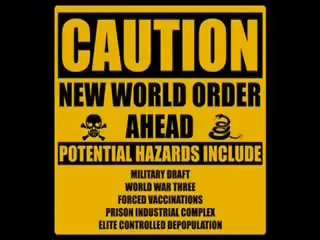 CAUTION
NEW WORLD ORDER
AHEAD
POTENTIAL HAZARDS INCLUDE
MILITARY DRAFT
WORLD WAR THREE
FORCED VACCINATIONS
PRISON INDUSTRIAL COMPLEX
ELITE CONTROLLED DEPOPULATION